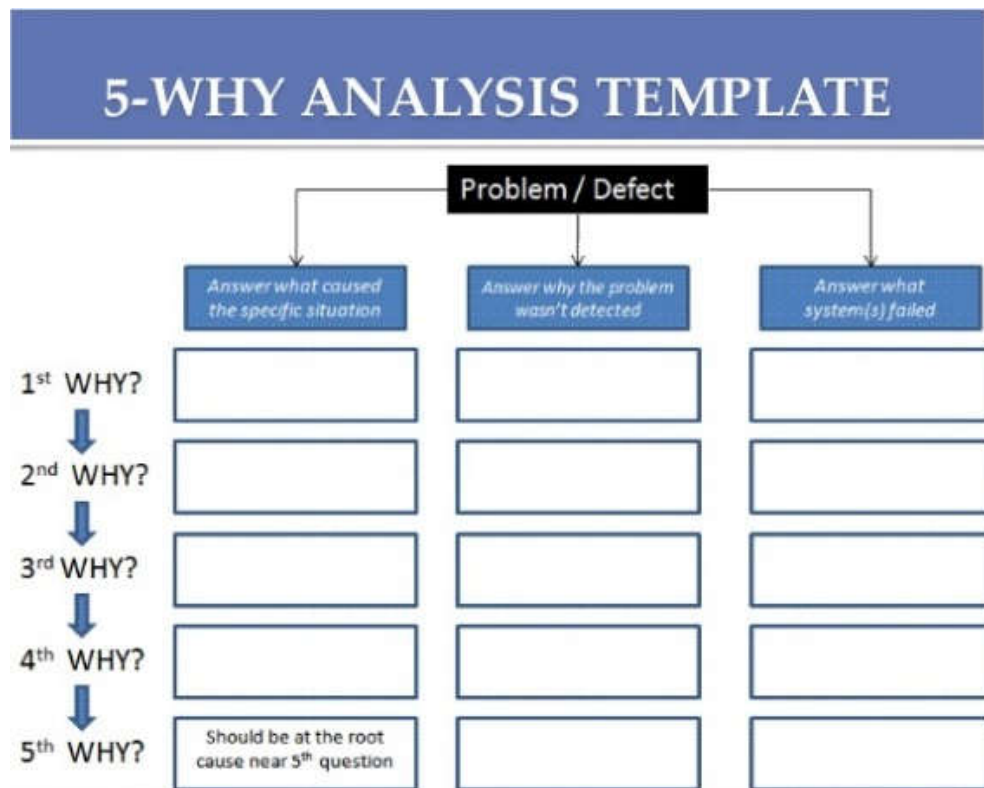 5-WHY ANALYSIS TEMPLATE
Problem / Defect
Answer what caused
the specific situation
Answer why the problem
wasn't detected
Answer what
system(s) failed
1st WHY?
2nd WHY?
3rd WHY?
4th WHY?
5th WHY?
Should be at the root
cause near 5th question